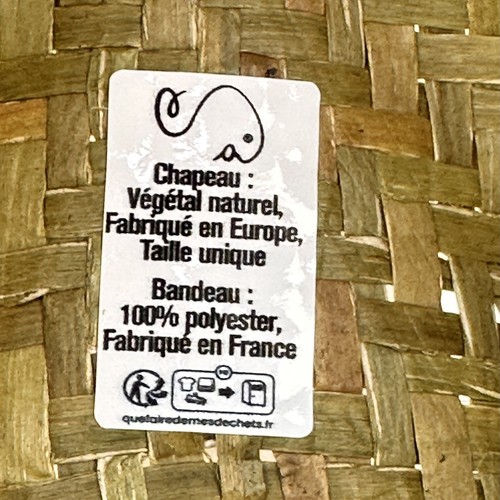 Chapeau :
Végétal naturel,
Fabriqué en Europe,
Taille unique
Bandeau :
100% polyester,
Fabriqué en France
quefairedemesdechets.fr